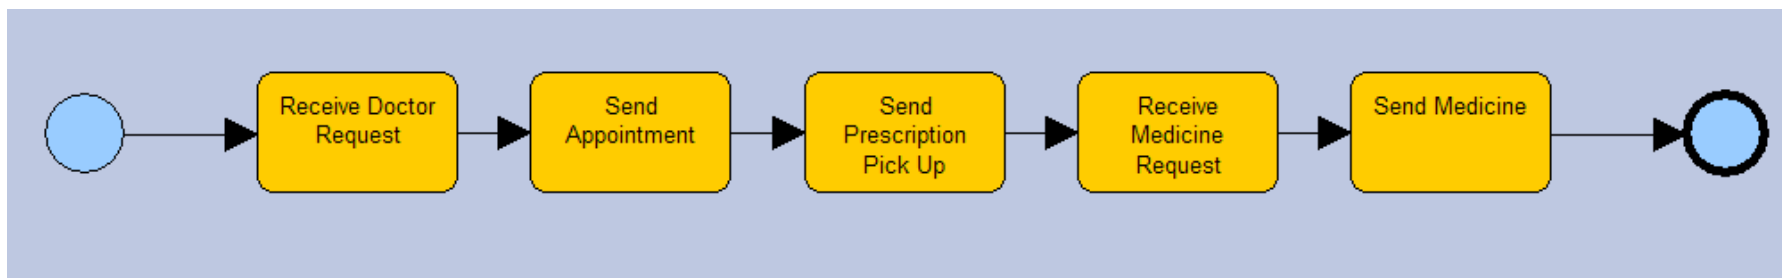 Receive Doctor
Request
Send
Appointment
Send
Prescription
Pick Up
Receive
Medicine
Request
Send Medicine